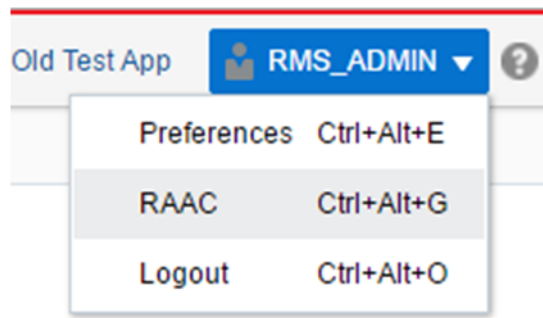 Old Test App RMS_ADMIN ?
Preferences Ctrl+Alt+E
RAAC Ctrl+Alt+G
Logout Ctrl+Alt+O